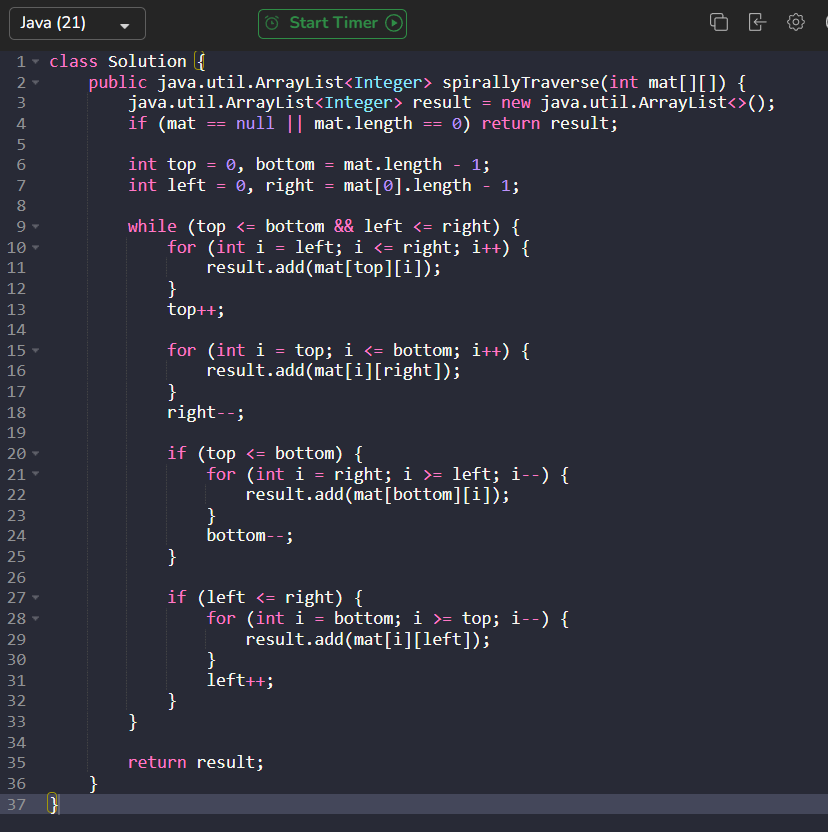 Java (21)
Start Timer
1 class Solution {
2     public java.util.ArrayList<Integer> spirallyTraverse(int mat[][]) {
3         java.util.ArrayList<Integer> result = new java.util.ArrayList<>();
4         if (mat == null || mat.length == 0) return result;
5
6         int top = 0, bottom = mat.length - 1;
7         int left = 0, right = mat[0].length - 1;
8
9         while (top <= bottom && left <= right) {
10             for (int i = left; i <= right; i++) {
11                 result.add(mat[top][i]);
12             }
13             top++;
14
15             for (int i = top; i <= bottom; i++) {
16                 result.add(mat[i][right]);
17             }
18             right--;
19
20             if (top <= bottom) {
21                 for (int i = right; i >= left; i--) {
22                     result.add(mat[bottom][i]);
23                 }
24                 bottom--;
25             }
26
27             if (left <= right) {
28                 for (int i = bottom; i >= top; i--) {
29                     result.add(mat[i][left]);
30                 }
31                 left++;
32             }
33         }
34
35         return result;
36     }
37 }